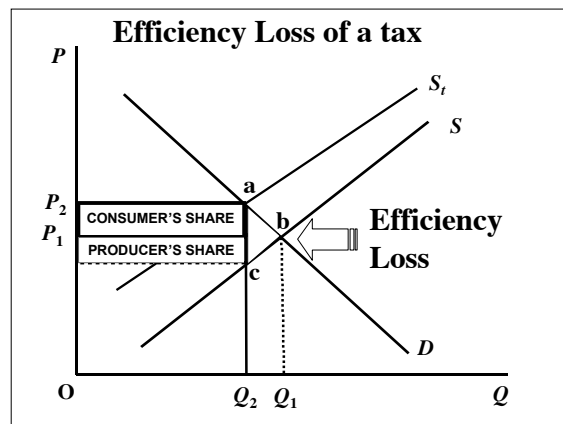 Efficiency Loss of a tax
P
S_t
S
a
P_2
CONSUMER'S SHARE
b
Efficiency
P_1
PRODUCER'S SHARE
Loss
c
D
O
Q_2
Q_1
Q